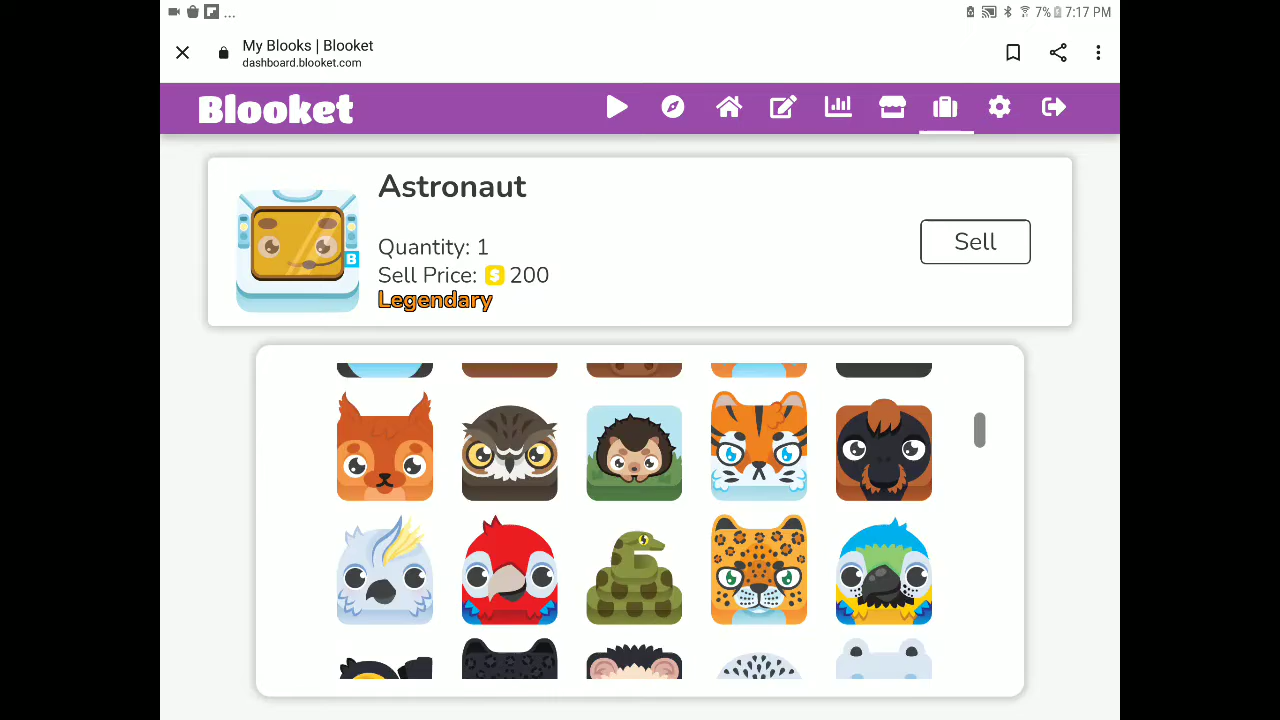 ... 7% 7:17 PM
My Blooks | Blooket
dashboard.blooket.com
Blooket
Astronaut
Quantity: 1
Sell Price: $ 200
Legendary
Sell
B